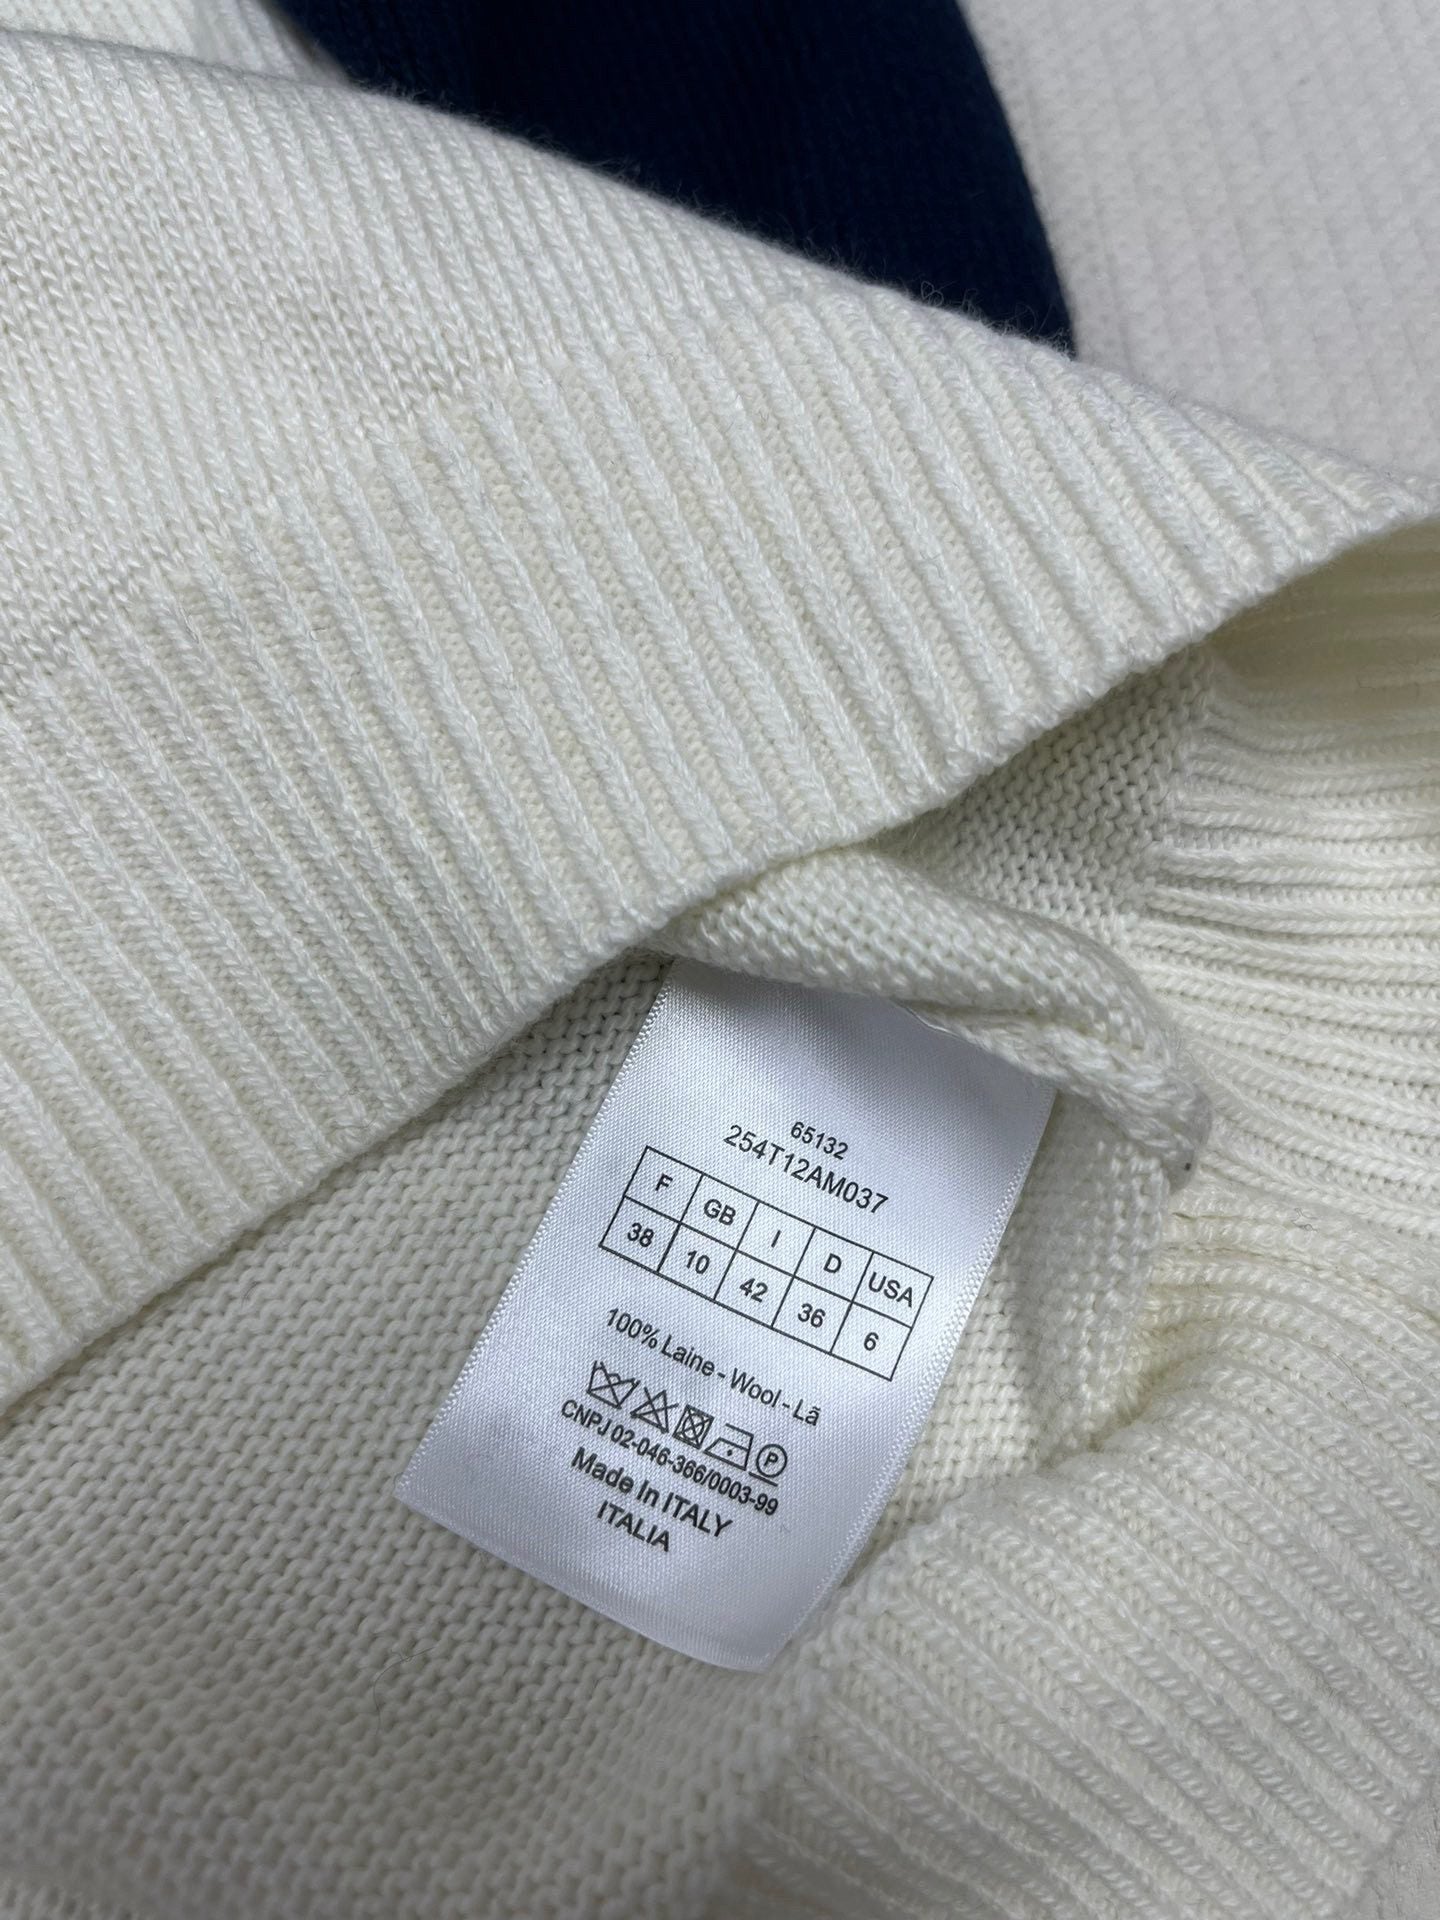 65132
254T12AM037
F GB I D USA
38 10 42 36 6
100% Laine - Wool - Lã
P
CNPJ 02-046-366/0003-99
Made In ITALY
ITALIA